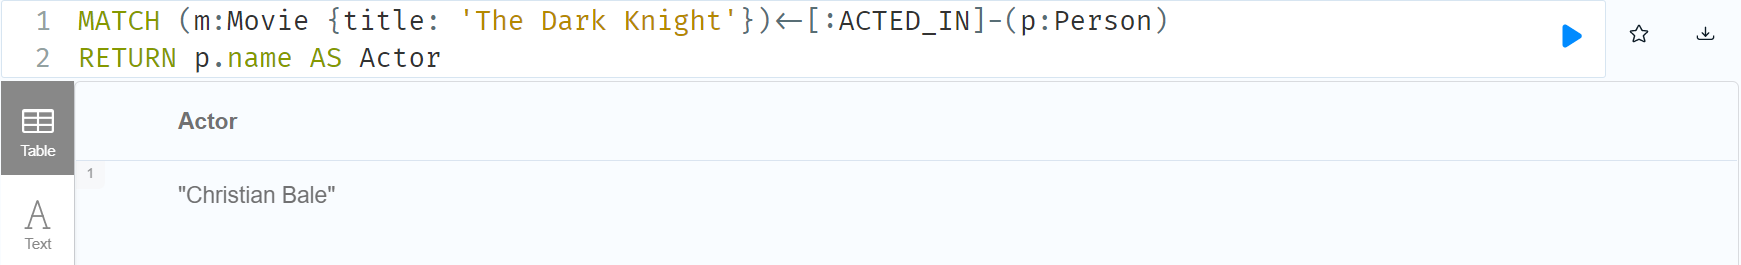 1 MATCH (m:Movie {title: 'The Dark Knight'})<-[:ACTED_IN]-(p:Person)
2 RETURN p.name AS Actor
Table
Actor
1
"Christian Bale"
A
Text